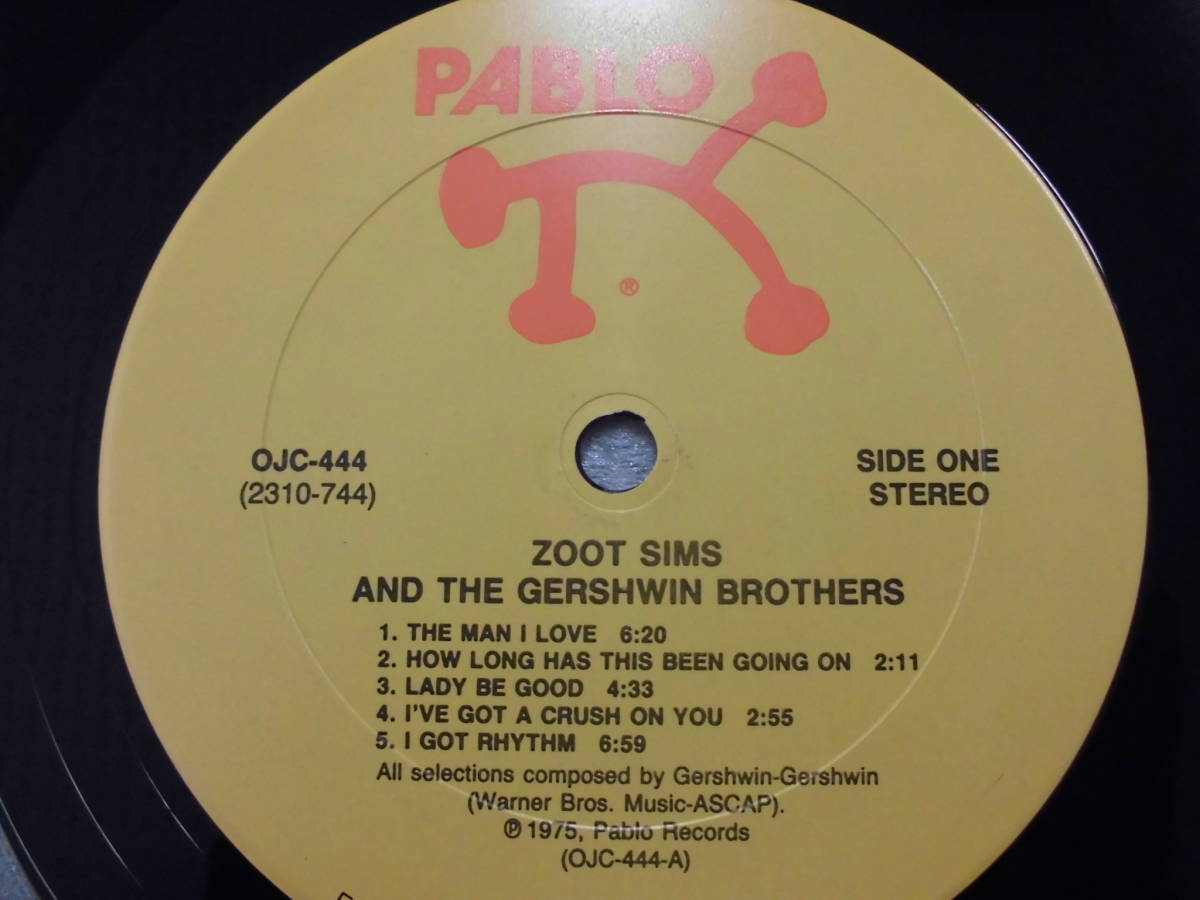 PABLO
®
OJC-444
(2310-744)
SIDE ONE
STEREO
ZOOT SIMS
AND THE GERSHWIN BROTHERS
1. THE MAN I LOVE 6:20
2. HOW LONG HAS THIS BEEN GOING ON 2:11
3. LADY BE GOOD 4:33
4. I'VE GOT A CRUSH ON YOU 2:55
5. I GOT RHYTHM 6:59
All selections composed by Gershwin-Gershwin
(Warner Bros. Music-ASCAP).
℗ 1975, Pablo Records
(OJC-444-A)